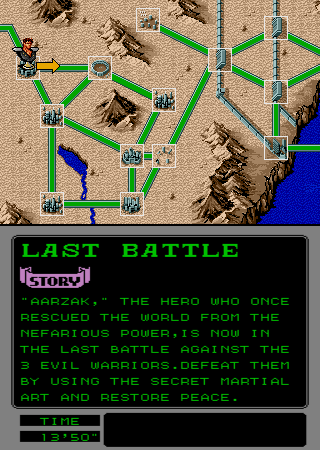 LAST BATTLE
STORY
"AARZAK," THE HERO WHO ONCE
RESCUED THE WORLD FROM THE
NEFARIOUS POWER,IS NOW IN
THE LAST BATTLE AGAINST THE
3 EVIL WARRIORS.DEFEAT THEM
BY USING THE SECRET MARTIAL
ART AND RESTORE PEACE.
TIME
13'50"